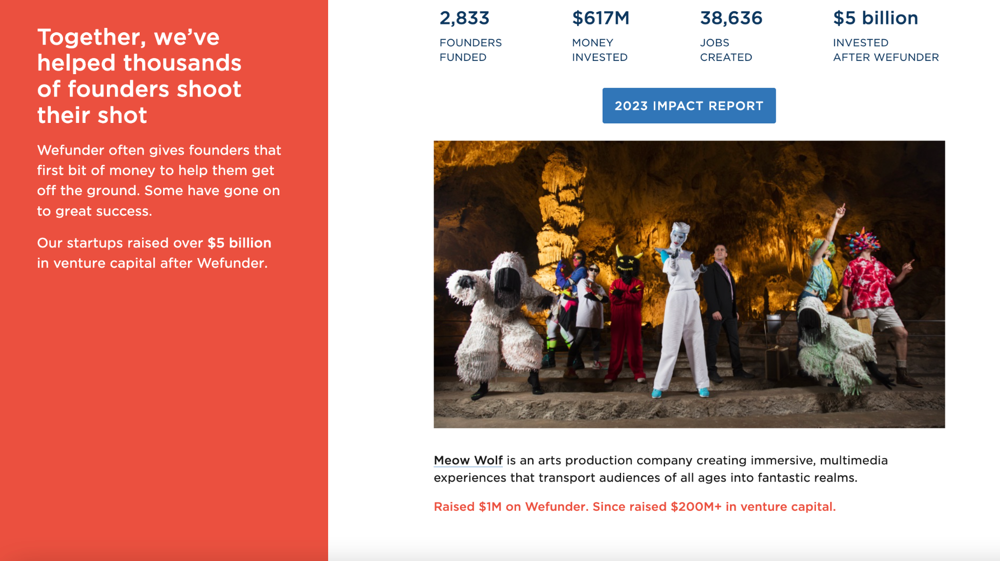 Together, we’ve
helped thousands
of founders shoot
their shot
Wefunder often gives founders that
first bit of money to help them get
off the ground. Some have gone on
to great success.
Our startups raised over $5 billion
in venture capital after Wefunder.
2,833
FOUNDERS
FUNDED
$617M
MONEY
INVESTED
38,636
JOBS
CREATED
$5 billion
INVESTED
AFTER WEFUNDER
2023 IMPACT REPORT
Meow Wolf is an arts production company creating immersive, multimedia
experiences that transport audiences of all ages into fantastic realms.
Raised $1M on Wefunder. Since raised $200M+ in venture capital.